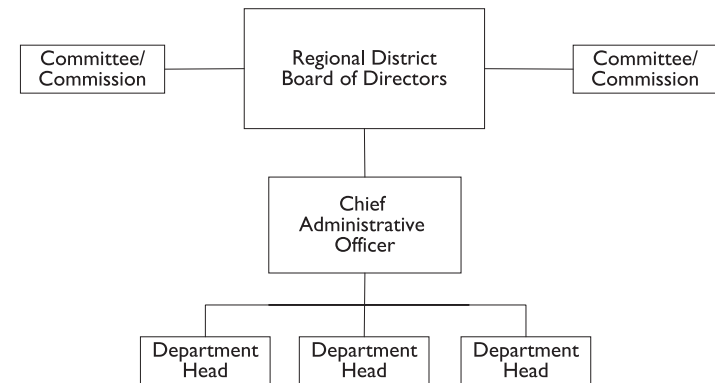 Committee/
Commission
Regional District
Board of Directors
Committee/
Commission
Chief
Administrative
Officer
Department
Head
Department
Head
Department
Head